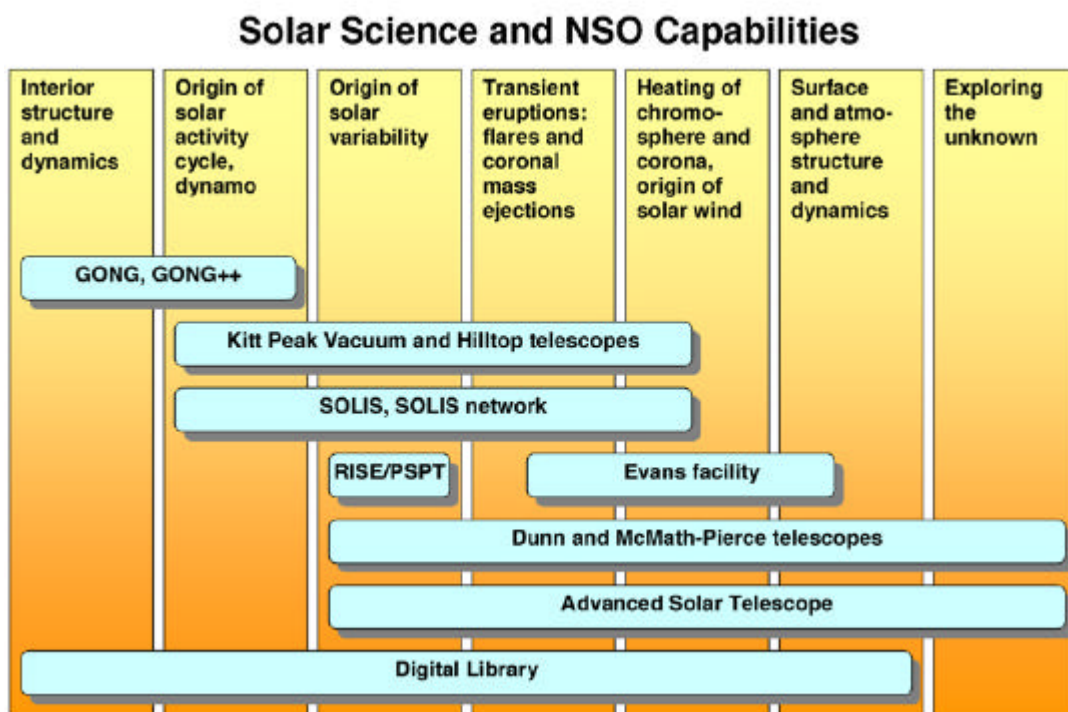 Solar Science and NSO Capabilities
Interior
structure
and
dynamics
Origin of
solar
activity
cycle,
dynamo
Origin of
solar
variability
Transient
eruptions:
flares and
coronal
mass
ejections
Heating of
chromo-
sphere and
corona,
origin of
solar wind
Surface
and atmo-
sphere
structure
and
dynamics
Exploring
the
unknown
GONG, GONG++
Kitt Peak Vacuum and Hilltop telescopes
SOLIS, SOLIS network
RISE/PSPT
Evans facility
Dunn and McMath-Pierce telescopes
Advanced Solar Telescope
Digital Library